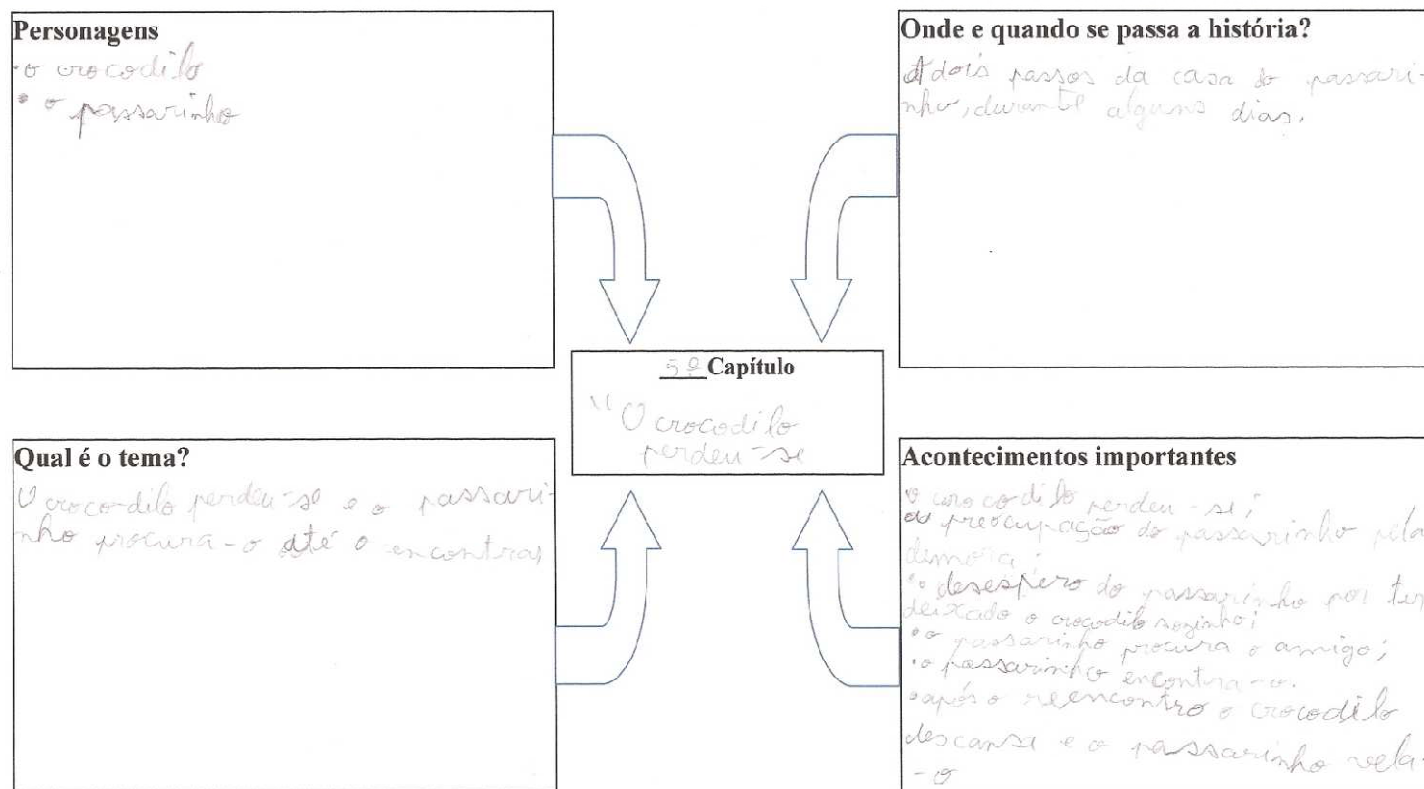 Personagens
• o crocodilo
• o passarinho
Onde e quando se passa a história?
A dois passos da casa do passari-
nho, durante alguns dias.
5º Capítulo
"O crocodilo
perdeu-se
Qual é o tema?
O crocodilo perdeu-se e o passari-
nho procura-o até o encontrar
Acontecimentos importantes
o crocodilo perdeu-se;
a preocupação do passarinho pela
demora;
•o desespero do passarinho por ter
deixado o crocodilo sozinho;
•o passarinho procura o amigo;
•o passarinho encontra-o.
•após o reencontro o crocodilo
descansa e o passarinho vela-
-o